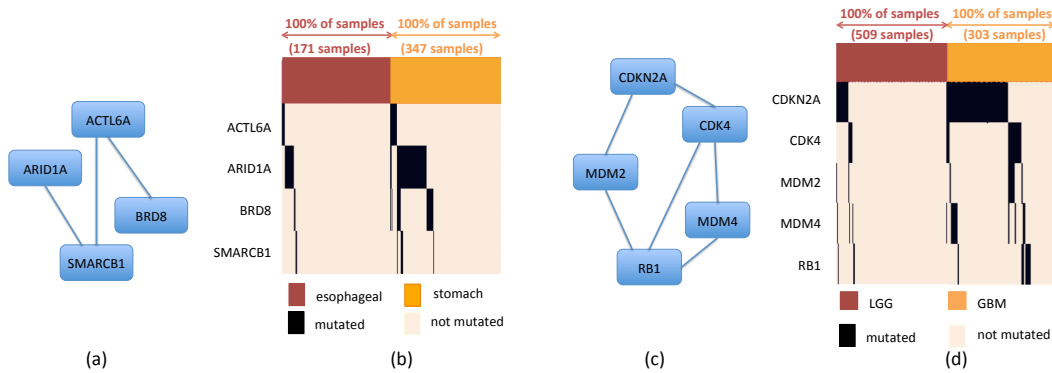 ACTL6A
ARID1A
BRD8
SMARCB1
(a)
100% of samples
100% of samples
(171 samples)
(347 samples)
ACTL6A
ARID1A
BRD8
SMARCB1
esophageal
stomach
mutated
not mutated
(b)
CDKN2A
CDK4
MDM2
MDM4
RB1
(c)
100% of samples
100% of samples
(509 samples)
(303 samples)
CDKN2A
CDK4
MDM2
MDM4
RB1
LGG
GBM
mutated
not mutated
(d)